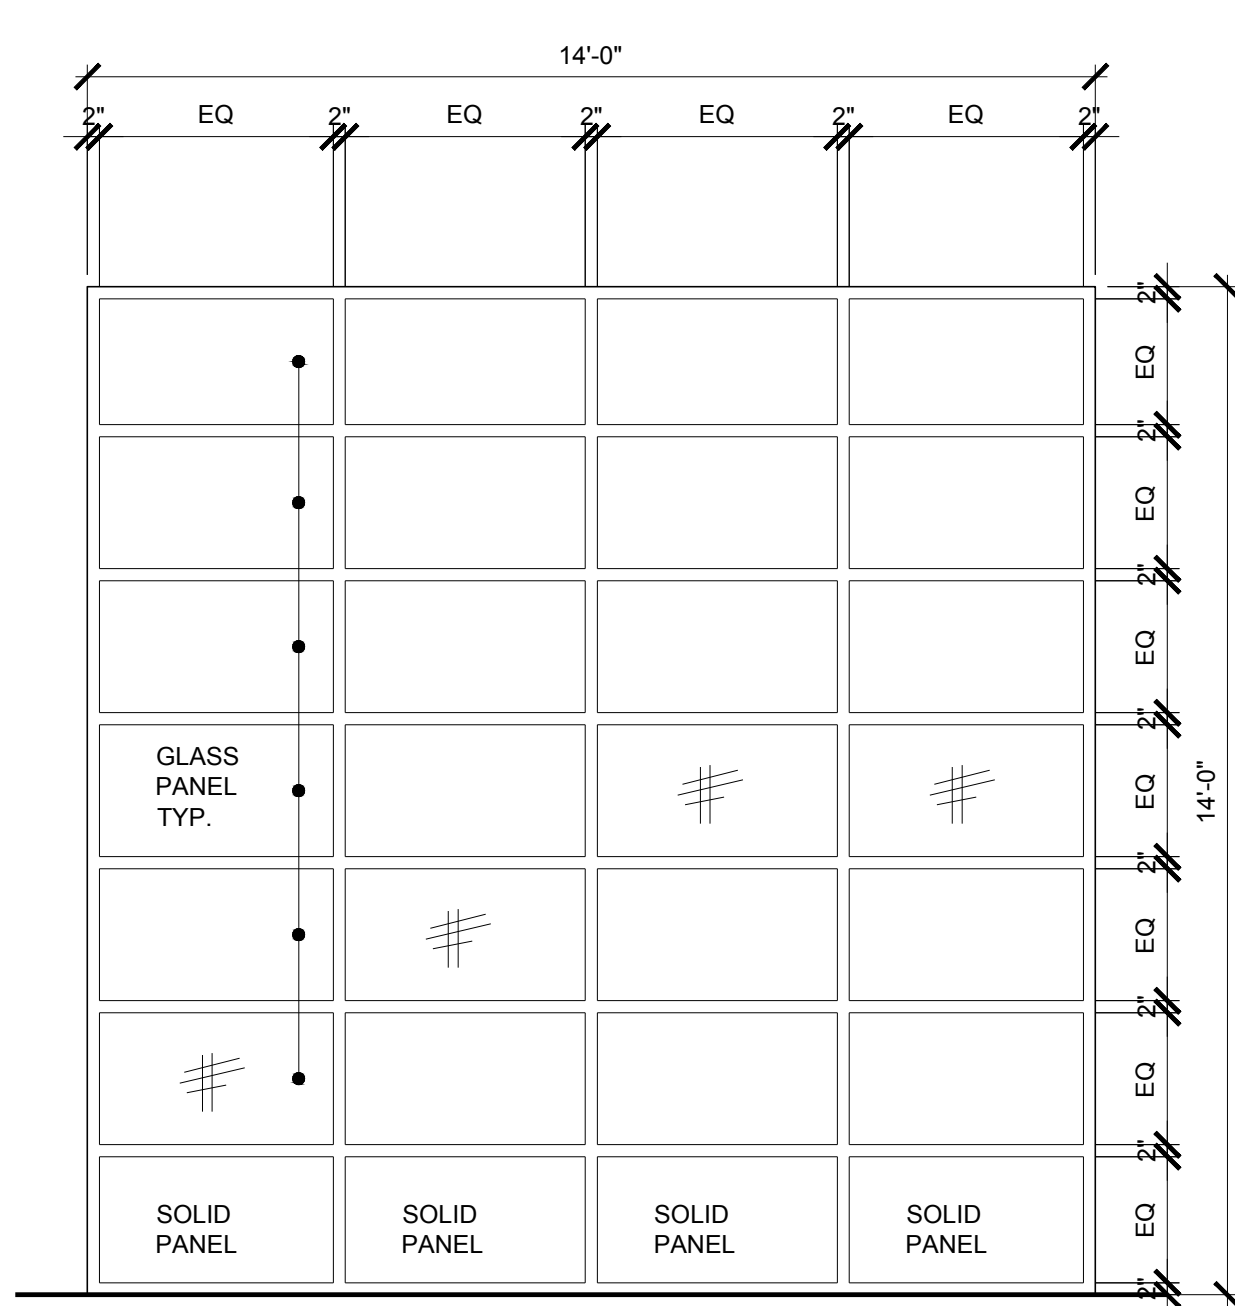 14'-0"
2" EQ 2" EQ 2" EQ 2" EQ 2"
2"
EQ
2"
EQ
2"
EQ
2"
GLASS
PANEL
TYP.
EQ
14'-0"
2"
EQ
2"
EQ
2"
SOLID
PANEL
SOLID
PANEL
SOLID
PANEL
SOLID
PANEL
EQ
2"